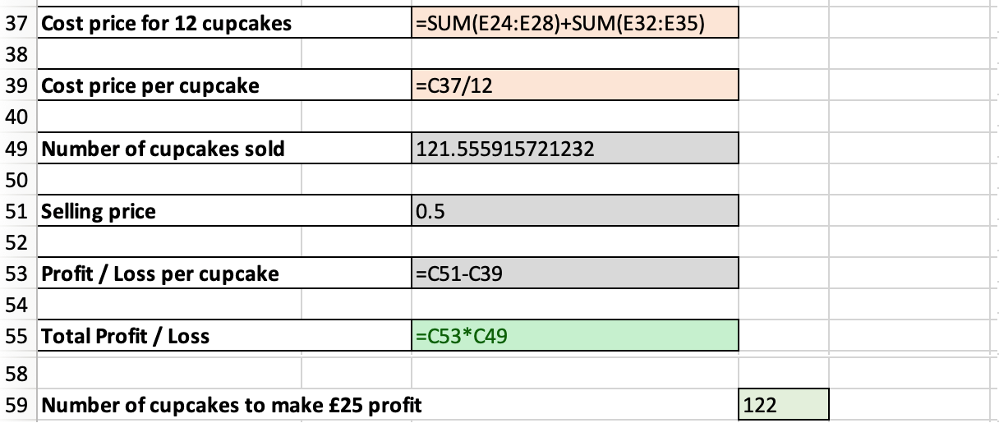 37 Cost price for 12 cupcakes =SUM(E24:E28)+SUM(E32:E35)
38
39 Cost price per cupcake =C37/12
40
49 Number of cupcakes sold 121.555915721232
50
51 Selling price 0.5
52
53 Profit / Loss per cupcake =C51-C39
54
55 Total Profit / Loss =C53*C49
58
59 Number of cupcakes to make £25 profit 122